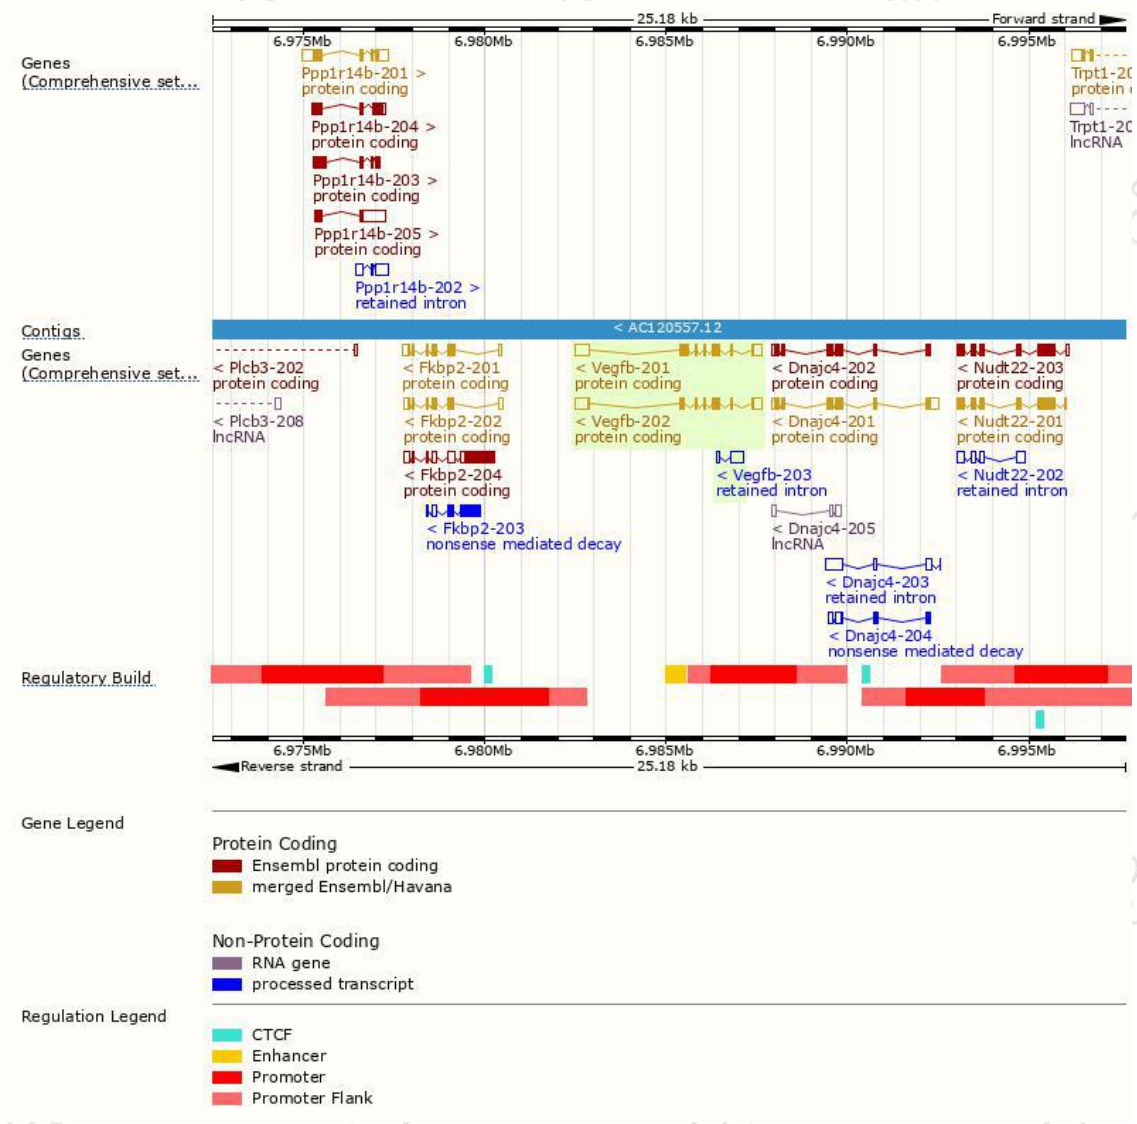 25.18 kb
Forward strand
6.975Mb 6.980Mb 6.985Mb 6.990Mb 6.995Mb
Genes
(Comprehensive set...
Ppp1r14b-201 >
protein coding
Trpt1-20
protein c
Ppp1r14b-204 >
protein coding
Trpt1-20
lncRNA
Ppp1r14b-203 >
protein coding
Ppp1r14b-205 >
protein coding
Ppp1r14b-202 >
retained intron
Contigs
< AC120557.12
Genes
(Comprehensive set...
< Plcb3-202 < Fkbp2-201 < Vegfb-201 < Dnajc4-202 < Nudt22-203
protein coding protein coding protein coding protein coding protein coding
< Plcb3-208 < Fkbp2-202 < Vegfb-202 < Dnajc4-201 < Nudt22-201
lncRNA protein coding protein coding protein coding protein coding
< Fkbp2-204 < Vegfb-203 < Nudt22-202
protein coding retained intron retained intron
< Fkbp2-203 < Dnajc4-205
nonsense mediated decay lncRNA
< Dnajc4-203
retained intron
< Dnajc4-204
nonsense mediated decay
Regulatory Build
6.975Mb 6.980Mb 6.985Mb 6.990Mb 6.995Mb
Reverse strand 25.18 kb
Gene Legend
Protein Coding
Ensembl protein coding
merged Ensembl/Havana
Non-Protein Coding
RNA gene
processed transcript
Regulation Legend
CTCF
Enhancer
Promoter
Promoter Flank